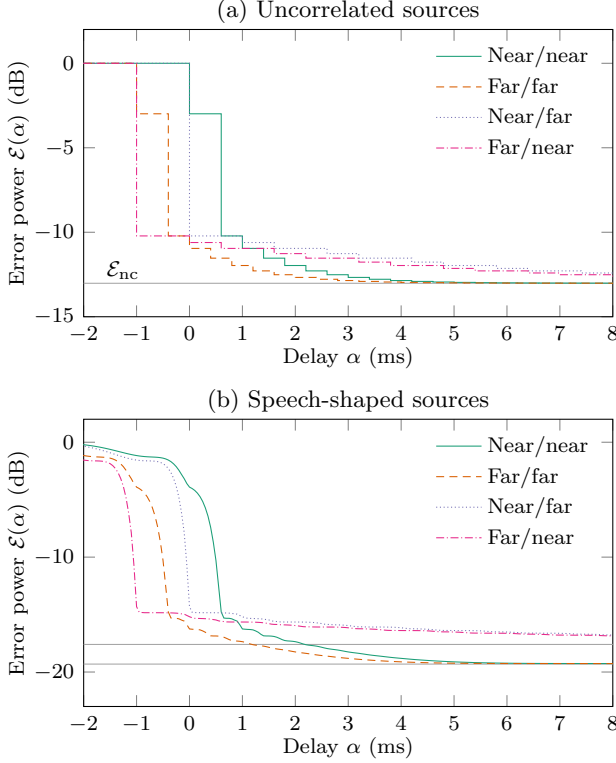 (a) Uncorrelated sources
Error power ℰ(α) (dB)
0
−5
−10
−15
ℰnc
Near/near
Far/far
Near/far
Far/near
−2 −1 0 1 2 3 4 5 6 7 8
Delay α (ms)
(b) Speech-shaped sources
Error power ℰ(α) (dB)
0
−10
−20
Near/near
Far/far
Near/far
Far/near
−2 −1 0 1 2 3 4 5 6 7 8
Delay α (ms)